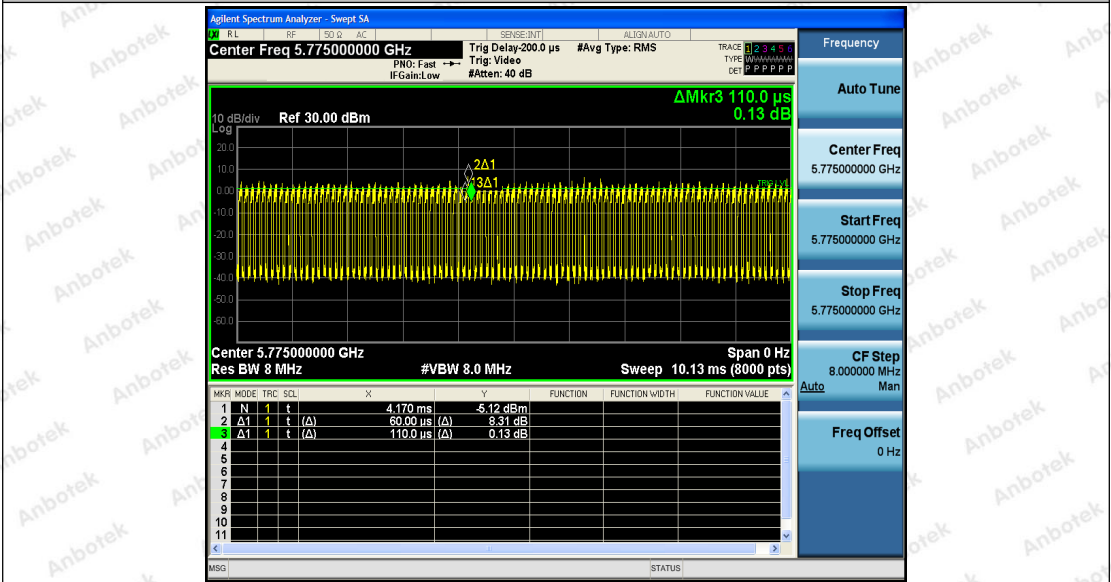 Agilent Spectrum Analyzer - Swept SA
RL RF 50 Ω AC SENSE:INT ALIGNAUTO
Center Freq 5.775000000 GHz
PNO: Fast
IFGain:Low
Trig Delay-200.0 µs
Trig: Video
#Atten: 40 dB
#Avg Type: RMS
TRACE 1 2 3 4 5 6
TYPE
DET P P P P P P
ΔMkr3 110.0 µs
0.13 dB
10 dB/div
Log
Ref 30.00 dBm
20.0
10.0
0.00
-10.0
-20.0
-30.0
-40.0
-50.0
-60.0
2Δ1
3Δ1
Center 5.775000000 GHz Span 0 Hz
Res BW 8 MHz #VBW 8.0 MHz Sweep 10.13 ms (8000 pts)
MKR MODE TRC SCL X Y FUNCTION FUNCTION WIDTH FUNCTION VALUE
1 N 1 t 4.170 ms -5.12 dBm
2 Δ1 1 t (Δ) 60.00 µs (Δ) 8.31 dB
3 Δ1 1 t (Δ) 110.0 µs (Δ) 0.13 dB
4
5
6
7
8
9
10
11
MSG STATUS
Frequency
Auto Tune
Center Freq
5.775000000 GHz
Start Freq
5.775000000 GHz
Stop Freq
5.775000000 GHz
CF Step
8.000000 MHz
Auto Man
Freq Offset
0 Hz
Anbotek